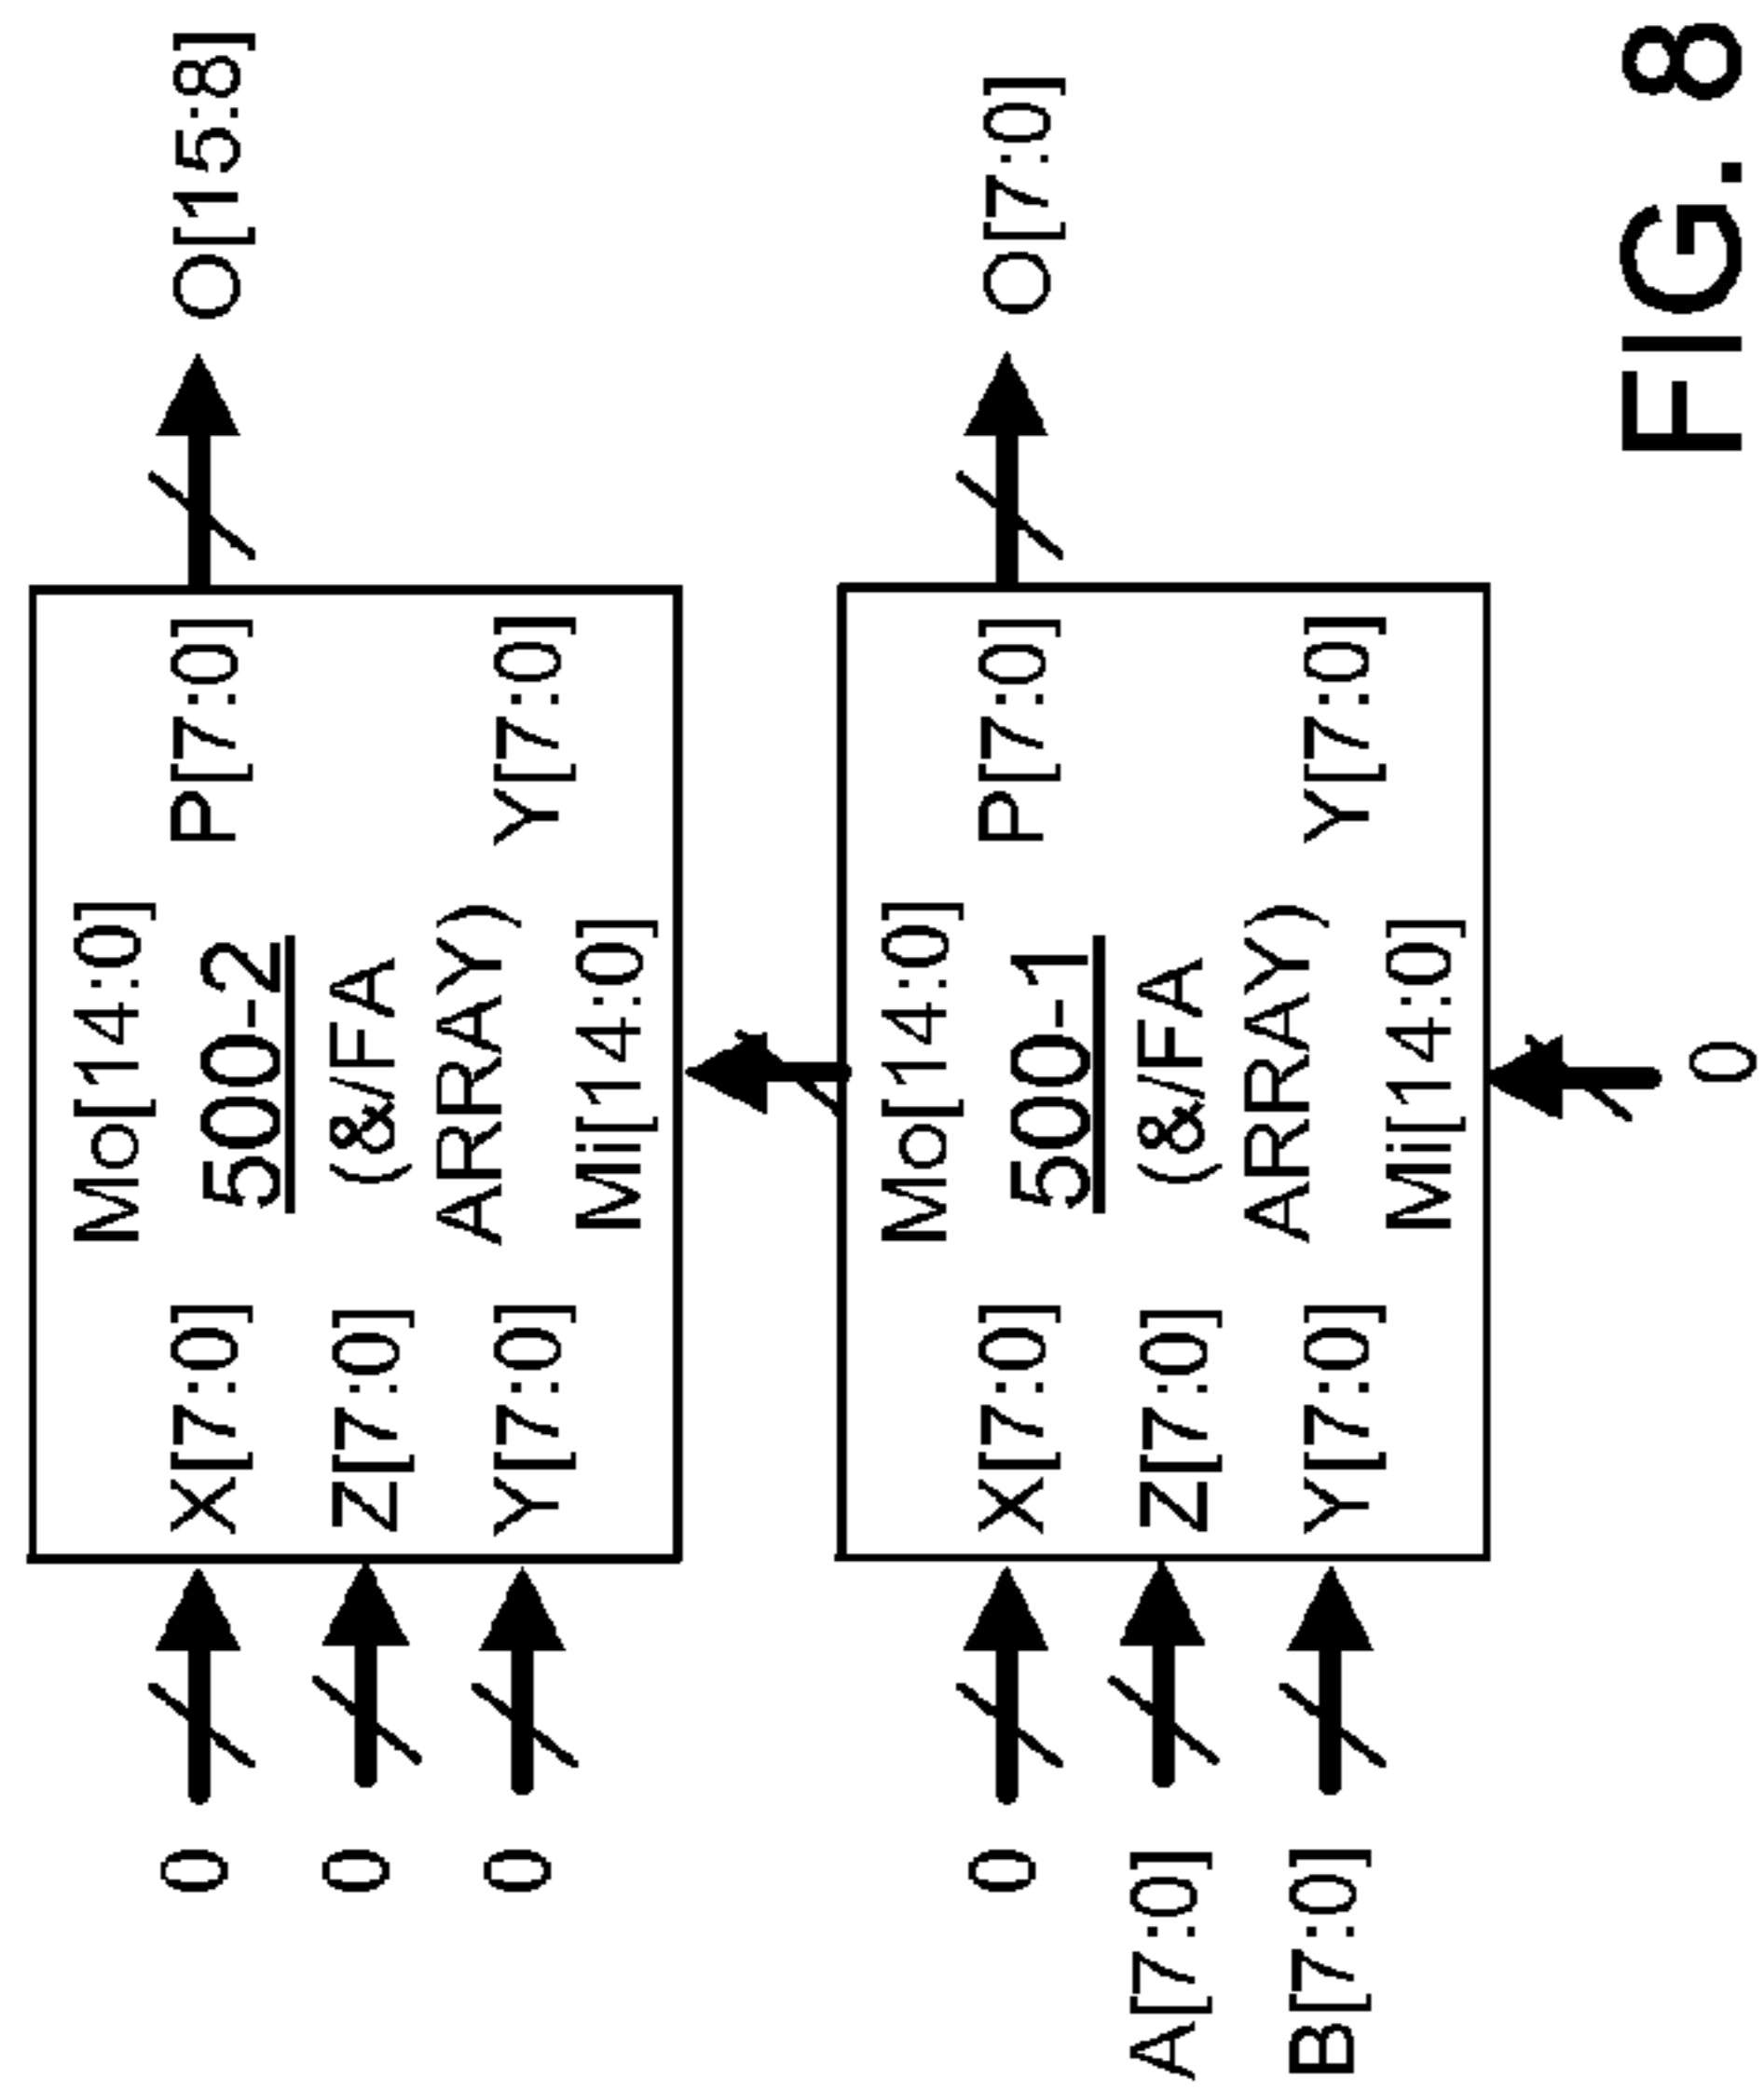 Mo[14:0]
0 X[7:0] P[7:0] O[15:8]
500-2
0 Z[7:0] (&/FA
ARRAY)
0 Y[7:0] Y[7:0]
Mi[14:0]
Mo[14:0]
0 X[7:0] P[7:0] O[7:0]
500-1
A[7:0] Z[7:0] (&/FA
ARRAY)
B[7:0] Y[7:0] Y[7:0]
Mi[14:0]
0
FIG. 8